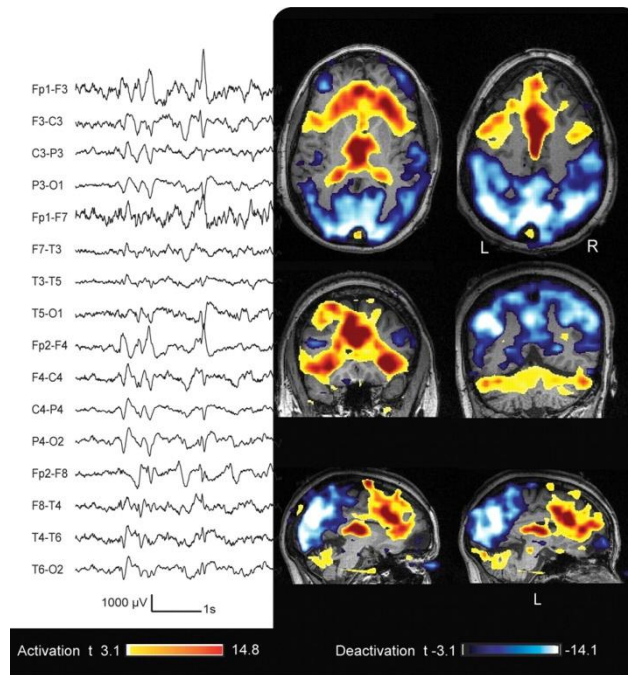 Fp1-F3
F3-C3
C3-P3
P3-O1
Fp1-F7
F7-T3
T3-T5
T5-O1
Fp2-F4
F4-C4
C4-P4
P4-O2
Fp2-F8
F8-T4
T4-T6
T6-O2
1000 µV
1s
L R
L
Activation t 3.1 14.8 Deactivation t -3.1 -14.1